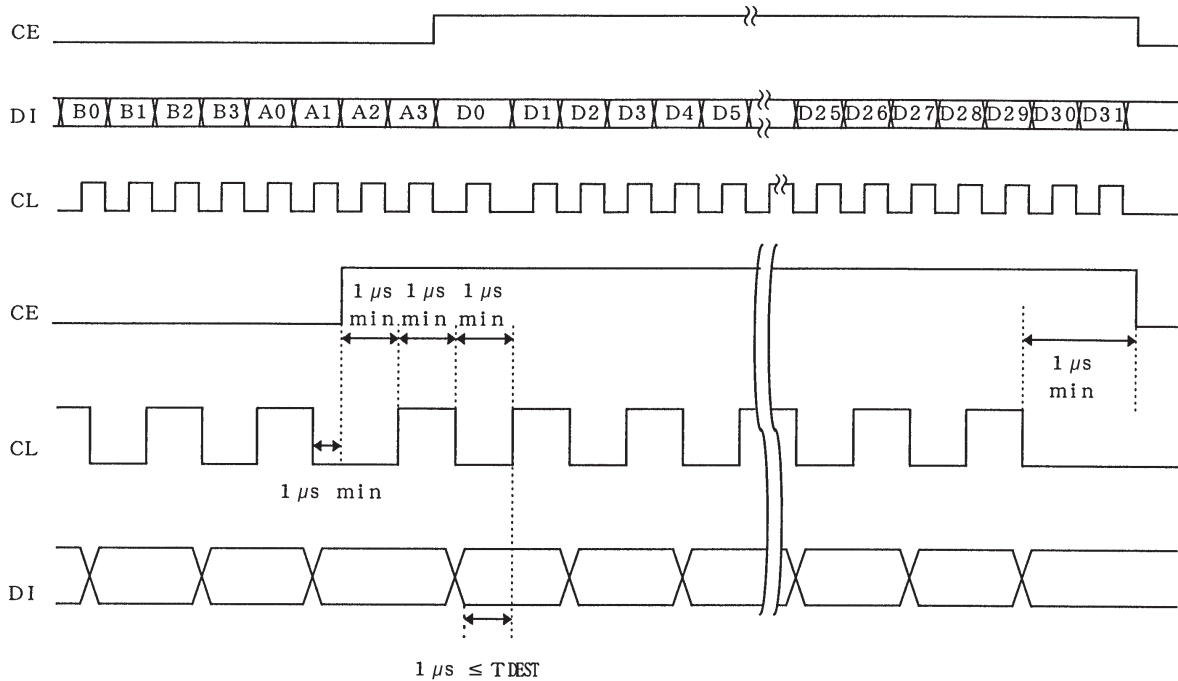 CE
DI B0 B1 B2 B3 A0 A1 A2 A3 D0 D1 D2 D3 D4 D5 D25 D26 D27 D28 D29 D30 D31
CL
1 μs 1 μs 1 μs
CE min min min
1 μs
min
CL
1 μs min
DI
1 μs ≤ TDEST